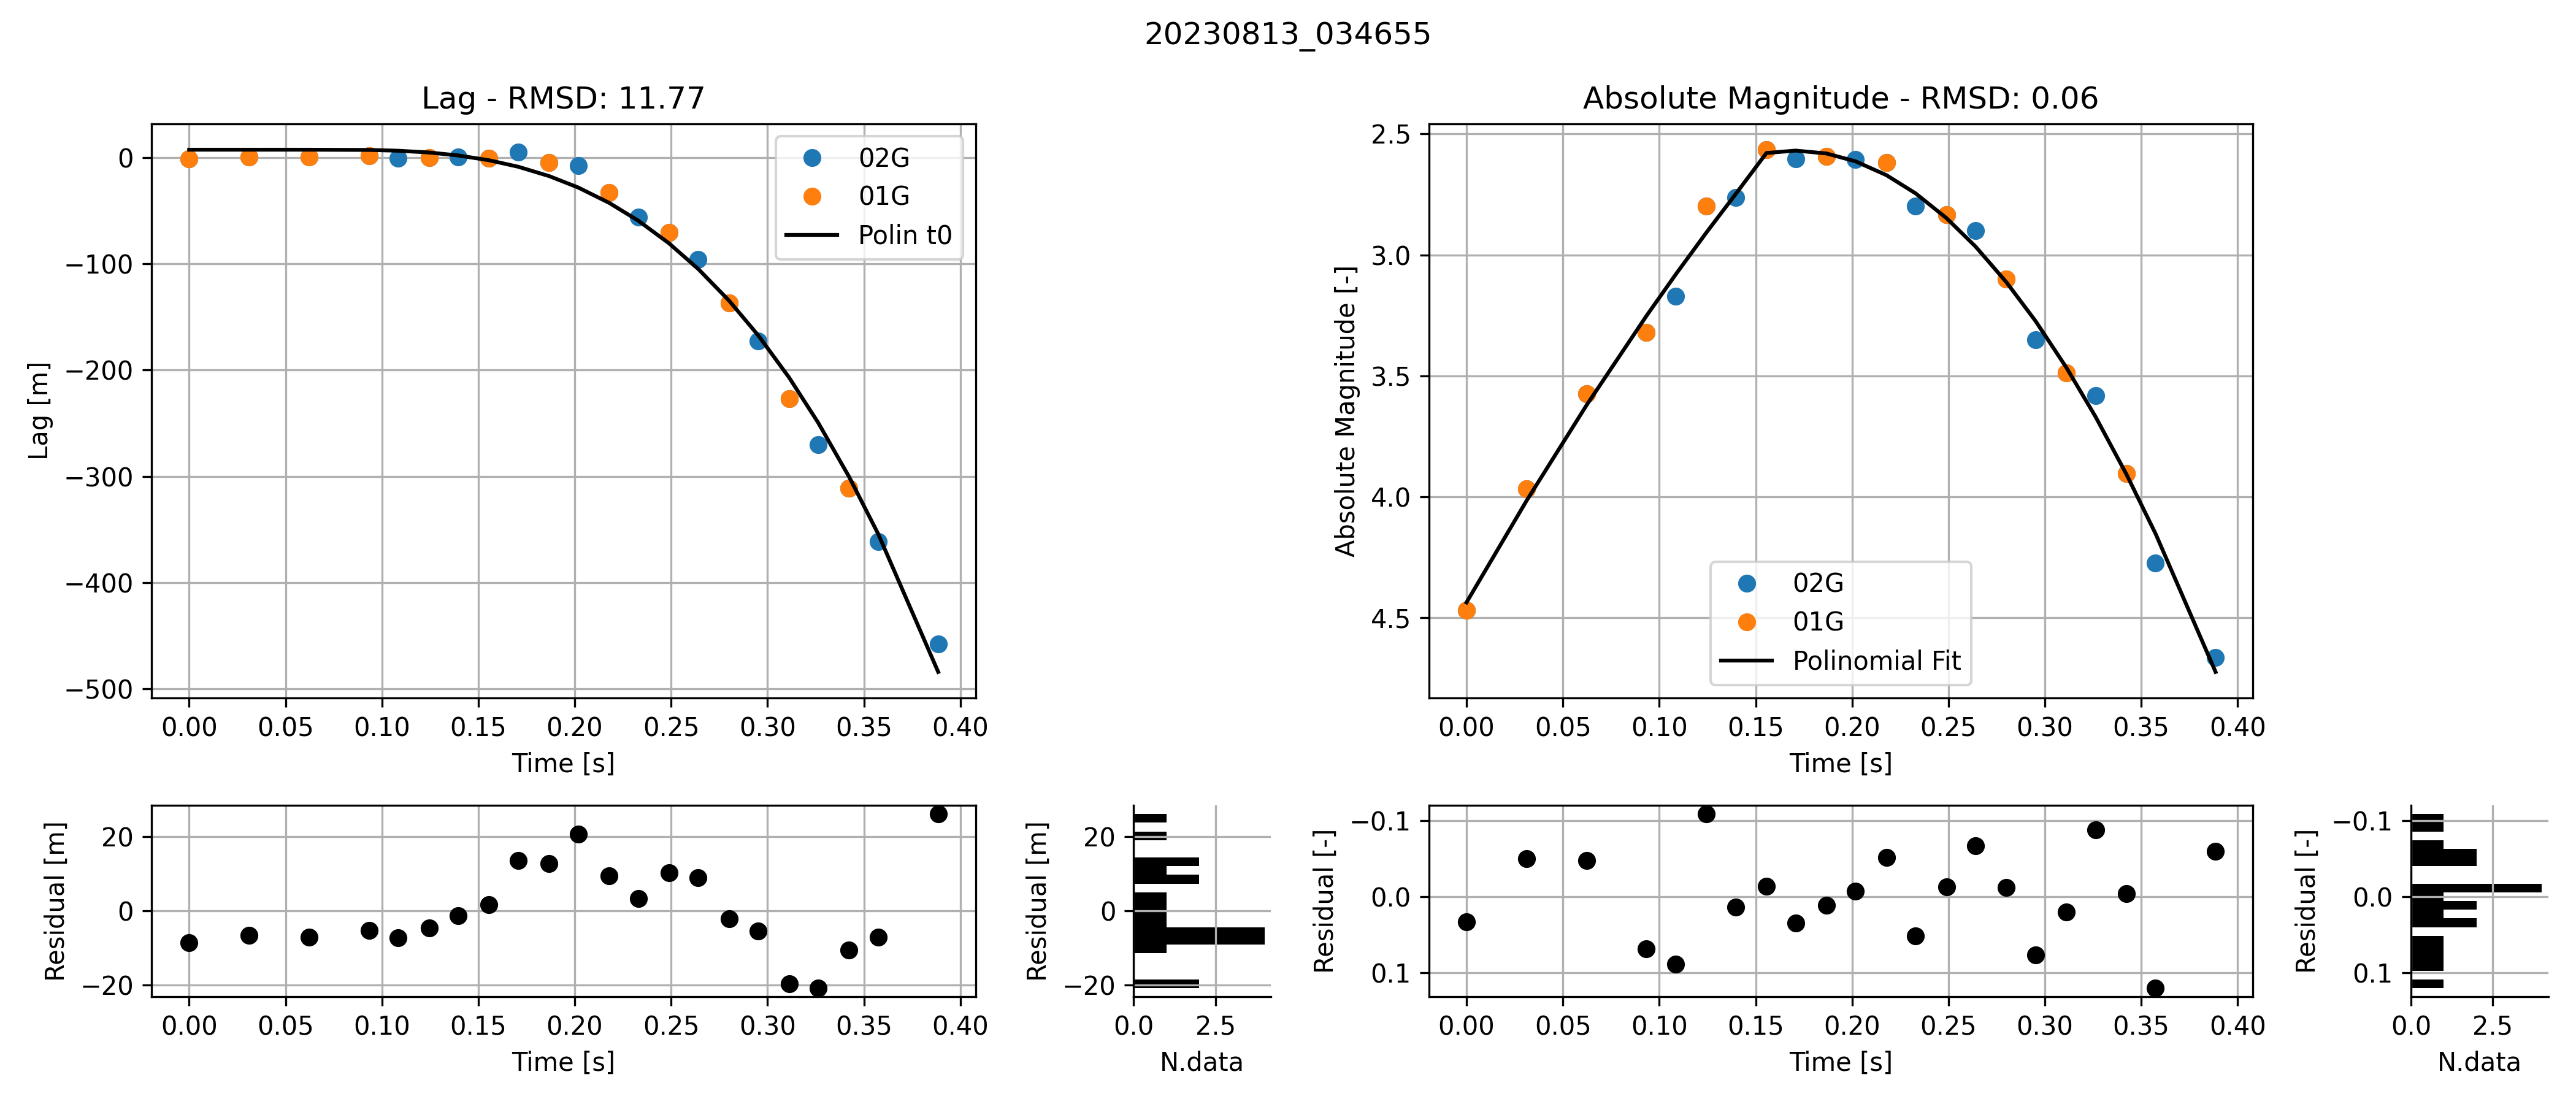 20230813_034655
Lag - RMSD: 11.77
Lag [m]
0
−100
−200
−300
−400
−500
0.00 0.05 0.10 0.15 0.20 0.25 0.30 0.35 0.40
Time [s]
02G
01G
Polin t0
Absolute Magnitude - RMSD: 0.06
Absolute Magnitude [-]
2.5
3.0
3.5
4.0
4.5
0.00 0.05 0.10 0.15 0.20 0.25 0.30 0.35 0.40
Time [s]
02G
01G
Polinomial Fit
Residual [m]
20
0
−20
0.00 0.05 0.10 0.15 0.20 0.25 0.30 0.35 0.40
Time [s]
Residual [m]
20
0
−20
0.0 2.5
N.data
Residual [-]
−0.1
0.0
0.1
0.00 0.05 0.10 0.15 0.20 0.25 0.30 0.35 0.40
Time [s]
Residual [-]
−0.1
0.0
0.1
0.0 2.5
N.data